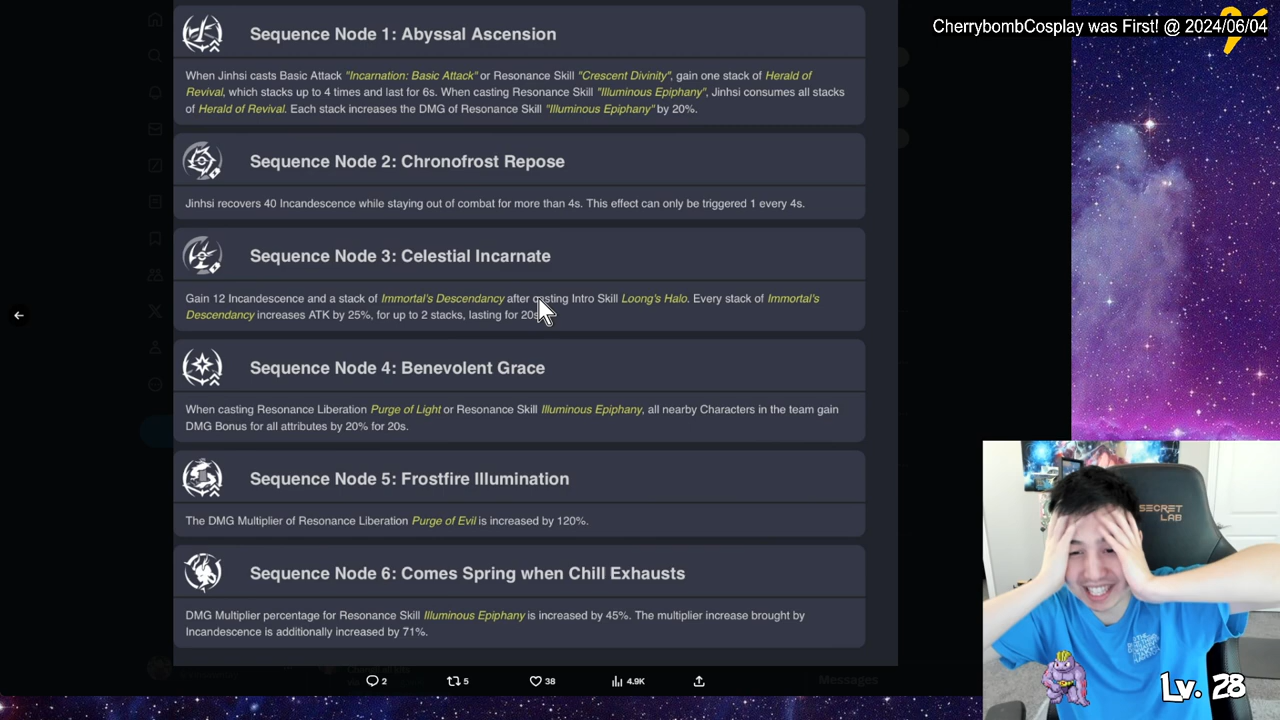 CherrybombCosplay was First! @ 2024/06/04
Sequence Node 1: Abyssal Ascension
When Jinhsi casts Basic Attack "Incarnation: Basic Attack" or Resonance Skill "Crescent Divinity", gain one stack of Herald of
Revival, which stacks up to 4 times and last for 6s. When casting Resonance Skill "Illuminous Epiphany", Jinhsi consumes all stacks
of Herald of Revival. Each stack increases the DMG of Resonance Skill "Illuminous Epiphany" by 20%.
Sequence Node 2: Chronofrost Repose
Jinhsi recovers 40 Incandescence while staying out of combat for more than 4s. This effect can only be triggered 1 every 4s.
Sequence Node 3: Celestial Incarnate
Gain 12 Incandescence and a stack of Immortal's Descendancy after casting Intro Skill Loong's Halo. Every stack of Immortal's
Descendancy increases ATK by 25%, for up to 2 stacks, lasting for 20s.
Sequence Node 4: Benevolent Grace
When casting Resonance Liberation Purge of Light or Resonance Skill Illuminous Epiphany, all nearby Characters in the team gain
DMG Bonus for all attributes by 20% for 20s.
Sequence Node 5: Frostfire Illumination
The DMG Multiplier of Resonance Liberation Purge of Evil is increased by 120%.
Sequence Node 6: Comes Spring when Chill Exhausts
DMG Multiplier percentage for Resonance Skill Illuminous Epiphany is increased by 45%. The multiplier increase brought by
Incandescence is additionally increased by 71%.
2 5 38 4.9K
Messages
SECRET
LAB
Lv. 28